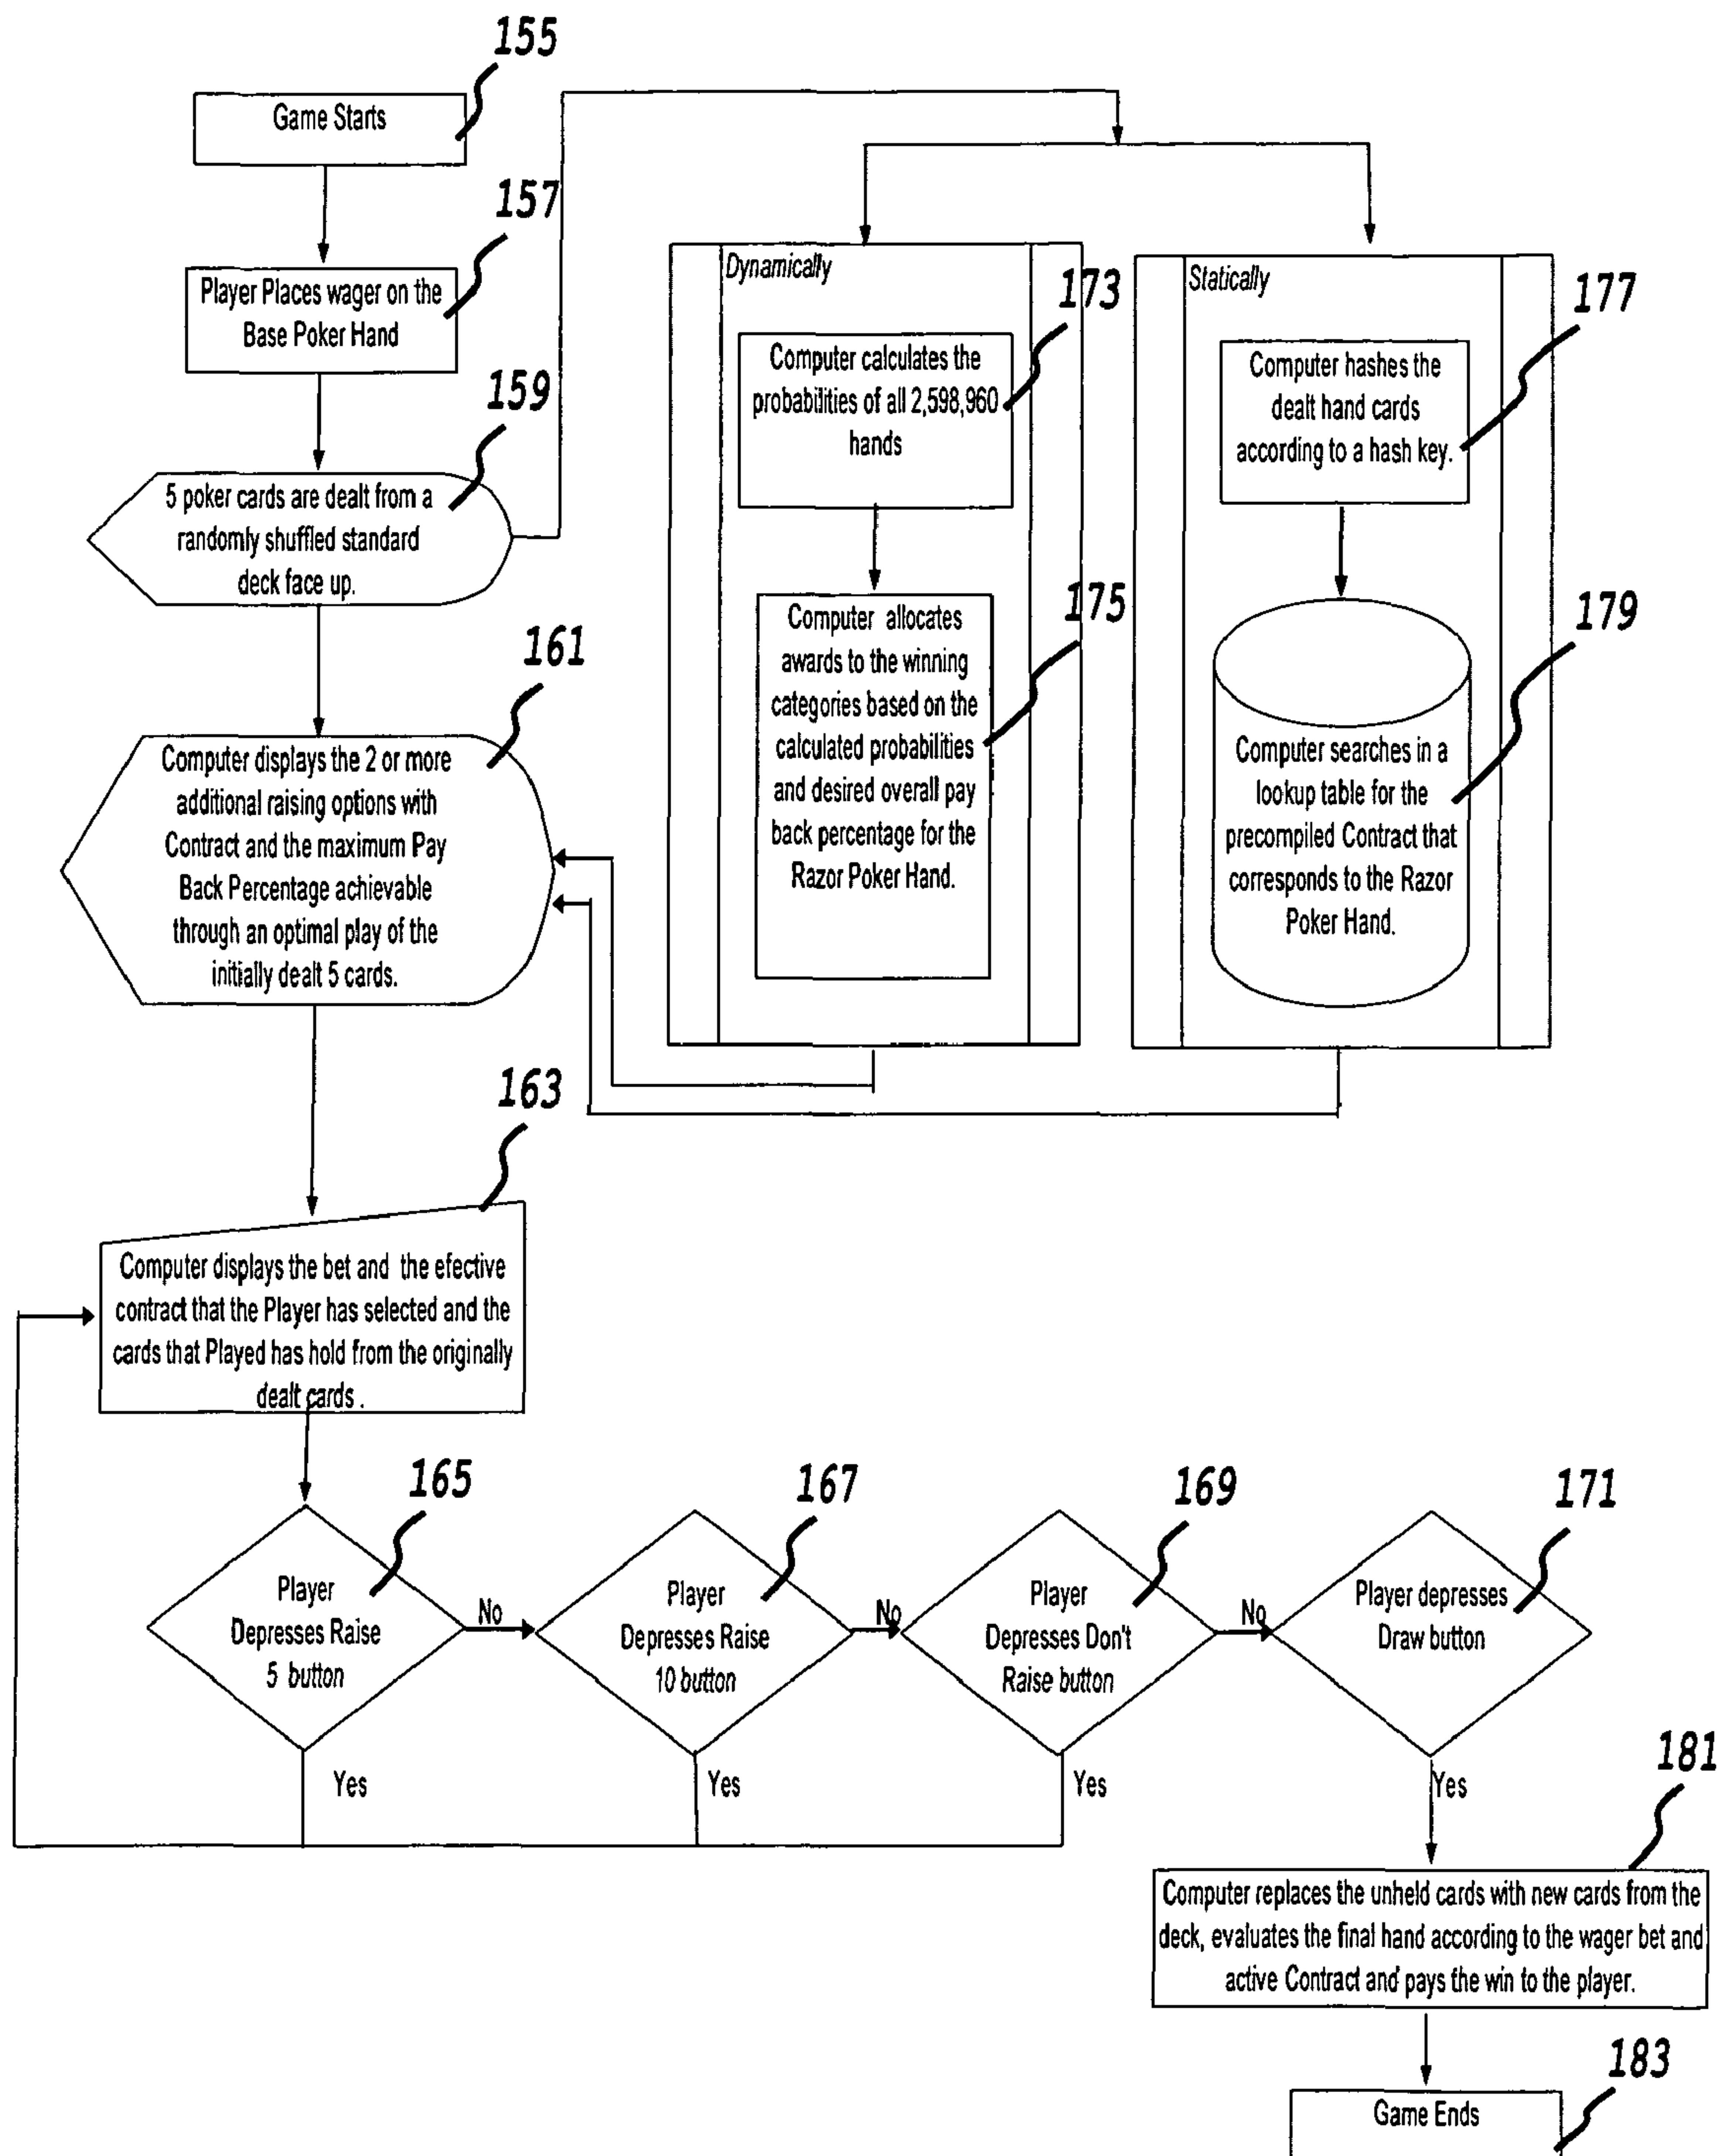 155
Game Starts
157
Player Places wager on the
Base Poker Hand
159
5 poker cards are dealt from a
randomly shuffled standard
deck face up.
161
Computer displays the 2 or more
additional raising options with
Contract and the maximum Pay
Back Percentage achievable
through an optimal play of the
initially dealt 5 cards.
Dynamically
173
Computer calculates the
probabilities of all 2,598,960
hands
175
Computer allocates
awards to the winning
categories based on the
calculated probabilities
and desired overall pay
back percentage for the
Razor Poker Hand.
Statically
177
Computer hashes the
dealt hand cards
according to a hash key.
179
Computer searches in a
lookup table for the
precompiled Contract that
corresponds to the Razor
Poker Hand.
163
Computer displays the bet and the efective
contract that the Player has selected and the
cards that Played has hold from the originally
dealt cards .
165
Player
Depresses Raise
5 button
No
Yes
167
Player
Depresses Raise
10 button
No
Yes
169
Player
Depresses Don't
Raise button
No
Yes
171
Player depresses
Draw button
Yes
181
Computer replaces the unheld cards with new cards from the
deck, evaluates the final hand according to the wager bet and
active Contract and pays the win to the player.
183
Game Ends